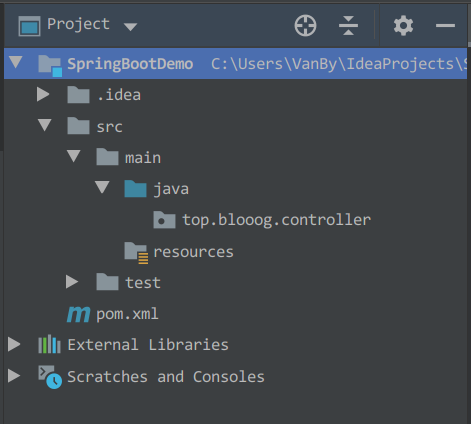 Project
SpringBootDemo C:\Users\VanBy\IdeaProjects\S
.idea
src
main
java
top.blooog.controller
resources
test
pom.xml
External Libraries
Scratches and Consoles